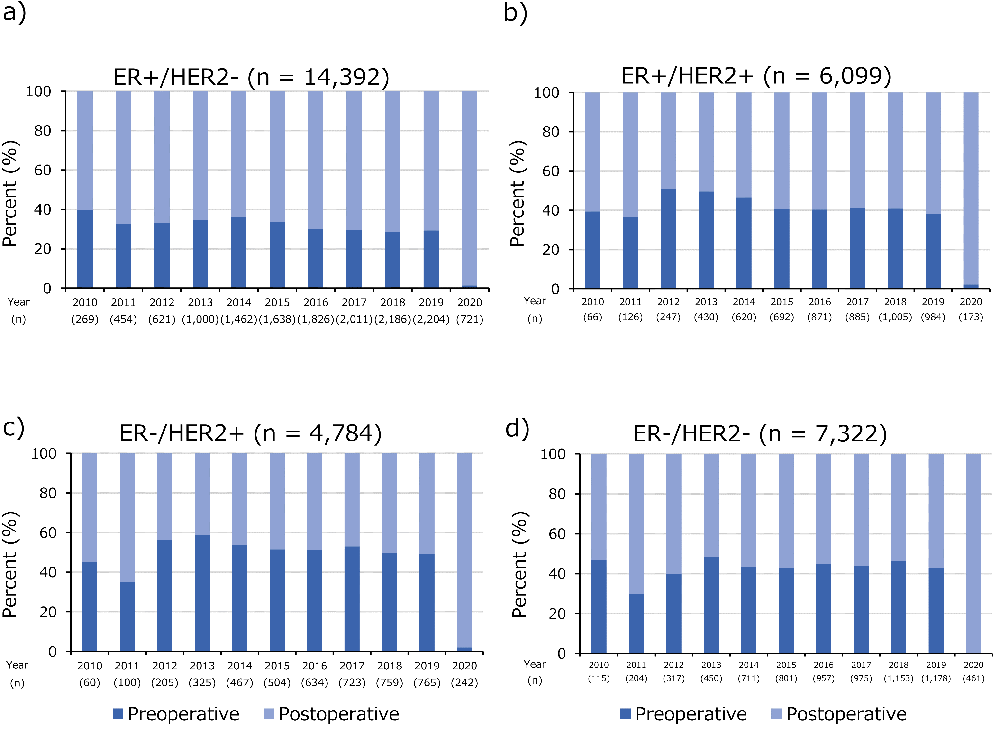 a)
ER+/HER2- (n = 14,392)
Percent (%)
100
80
60
40
20
0
Year 2010 2011 2012 2013 2014 2015 2016 2017 2018 2019 2020
(n) (269) (454) (621) (1,000) (1,462) (1,638) (1,826) (2,011) (2,186) (2,204) (721)
b)
ER+/HER2+ (n = 6,099)
Percent (%)
100
80
60
40
20
0
Year 2010 2011 2012 2013 2014 2015 2016 2017 2018 2019 2020
(n) (66) (126) (247) (430) (620) (692) (871) (885) (1,005) (984) (173)
c)
ER-/HER2+ (n = 4,784)
Percent (%)
100
80
60
40
20
0
Year 2010 2011 2012 2013 2014 2015 2016 2017 2018 2019 2020
(n) (60) (100) (205) (325) (467) (504) (634) (723) (759) (765) (242)
Preoperative Postoperative
d)
ER-/HER2- (n = 7,322)
Percent (%)
100
80
60
40
20
0
Year 2010 2011 2012 2013 2014 2015 2016 2017 2018 2019 2020
(n) (115) (204) (317) (450) (711) (801) (957) (975) (1,153) (1,178) (461)
Preoperative Postoperative